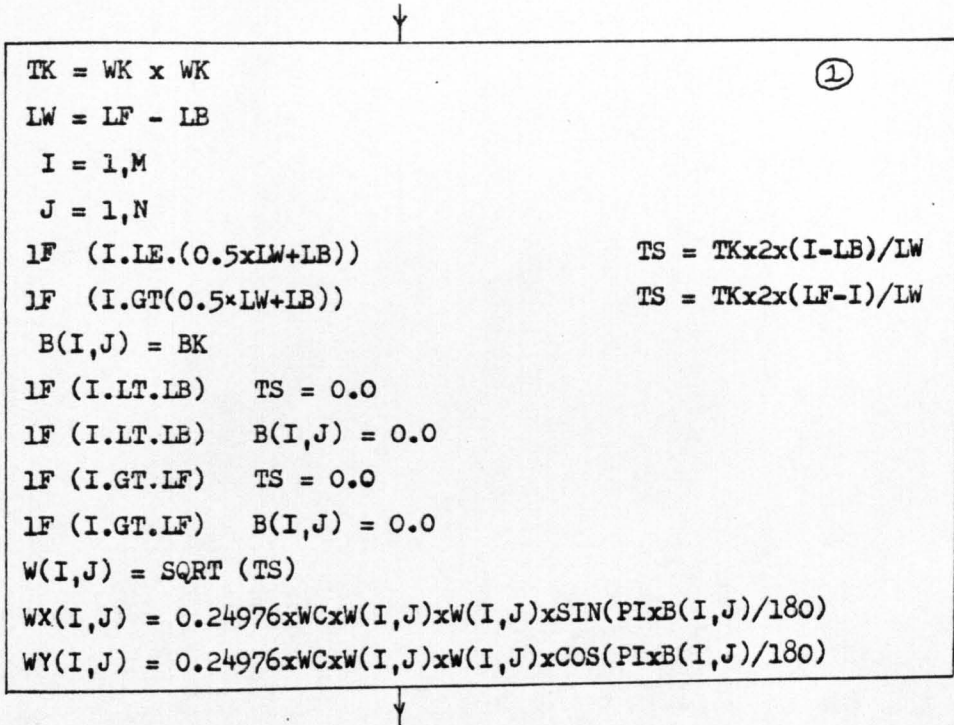 TK = WK x WK ①
LW = LF - LB
I = 1,M
J = 1,N
1F (I.LE.(0.5xLW+LB)) TS = TKx2x(I-LB)/LW
1F (I.GT(0.5×LW+LB)) TS = TKx2x(LF-I)/LW
B(I,J) = BK
1F (I.LT.LB) TS = 0.0
1F (I.LT.LB) B(I,J) = 0.0
1F (I.GT.LF) TS = 0.0
1F (I.GT.LF) B(I,J) = 0.0
W(I,J) = SQRT (TS)
WX(I,J) = 0.24976xWCxW(I,J)xW(I,J)xSIN(PIxB(I,J)/180)
WY(I,J) = 0.24976xWCxW(I,J)xW(I,J)xCOS(PIxB(I,J)/180)